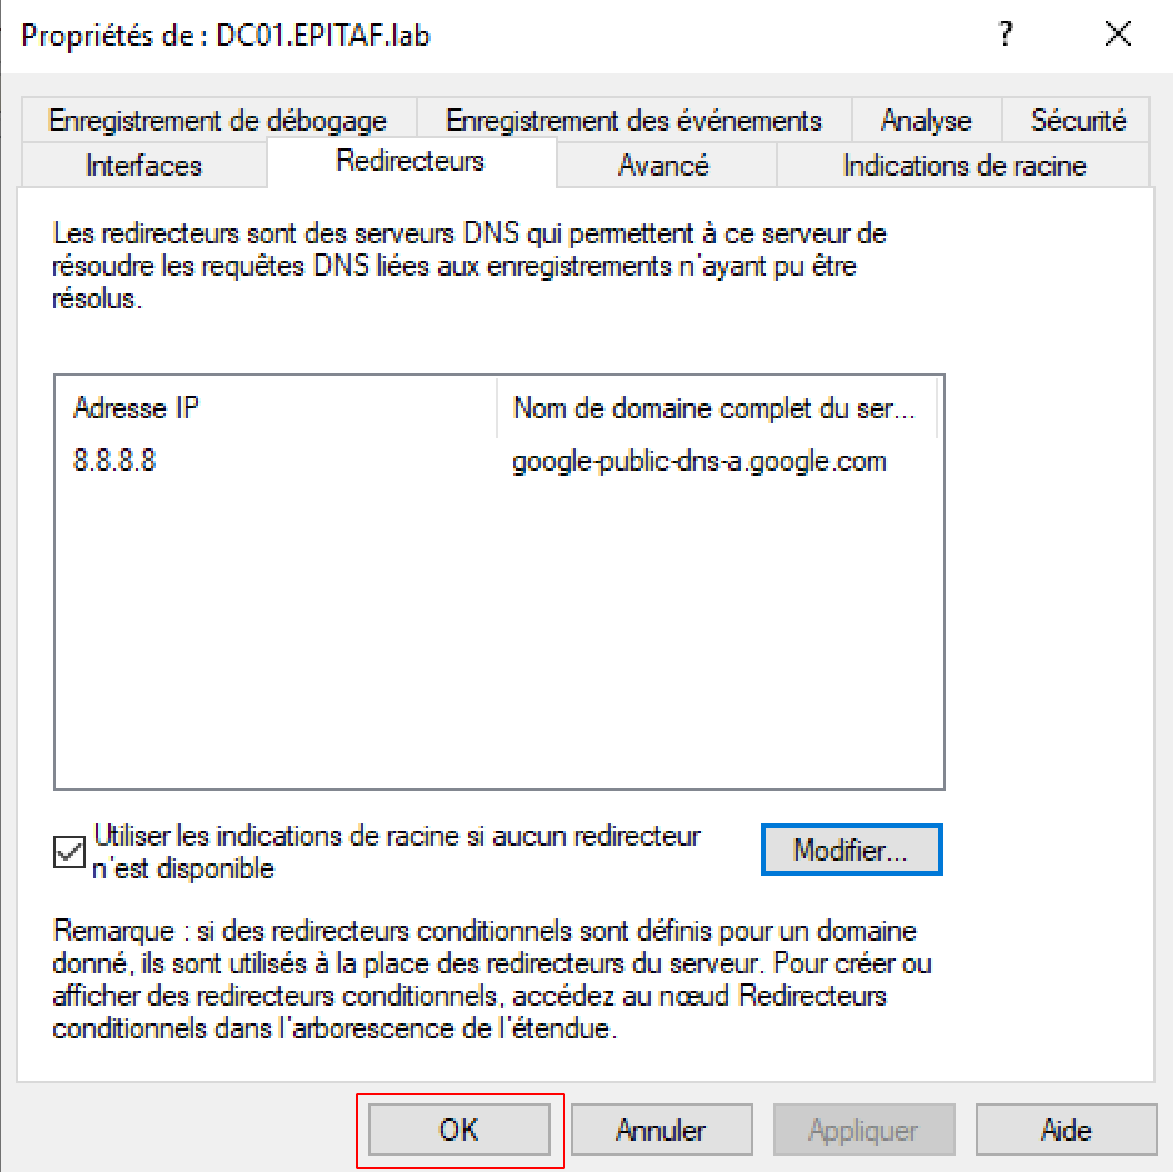 Propriétés de : DC01.EPITAF.lab
?
Enregistrement de débogage
Enregistrement des événements
Analyse
Sécurité
Interfaces
Redirecteurs
Avancé
Indications de racine
Les redirecteurs sont des serveurs DNS qui permettent à ce serveur de
résoudre les requêtes DNS liées aux enregistrements n'ayant pu être
résolus.
Adresse IP
Nom de domaine complet du ser...
8.8.8.8
google-public-dns-a.google.com
Utiliser les indications de racine si aucun redirecteur
n'est disponible
Modifier...
Remarque : si des redirecteurs conditionnels sont définis pour un domaine
donné, ils sont utilisés à la place des redirecteurs du serveur. Pour créer ou
afficher des redirecteurs conditionnels, accédez au nœud Redirecteurs
conditionnels dans l'arborescence de l'étendue.
OK
Annuler
Appliquer
Aide